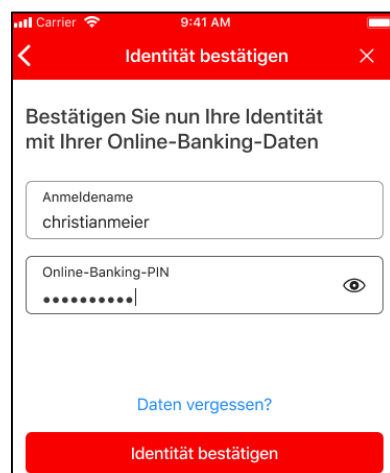 Carrier 9:41 AM
Identität bestätigen
Bestätigen Sie nun Ihre Identität
mit Ihrer Online-Banking-Daten
Anmeldename
christianmeier
Online-Banking-PIN
••••••••••
Daten vergessen?
Identität bestätigen